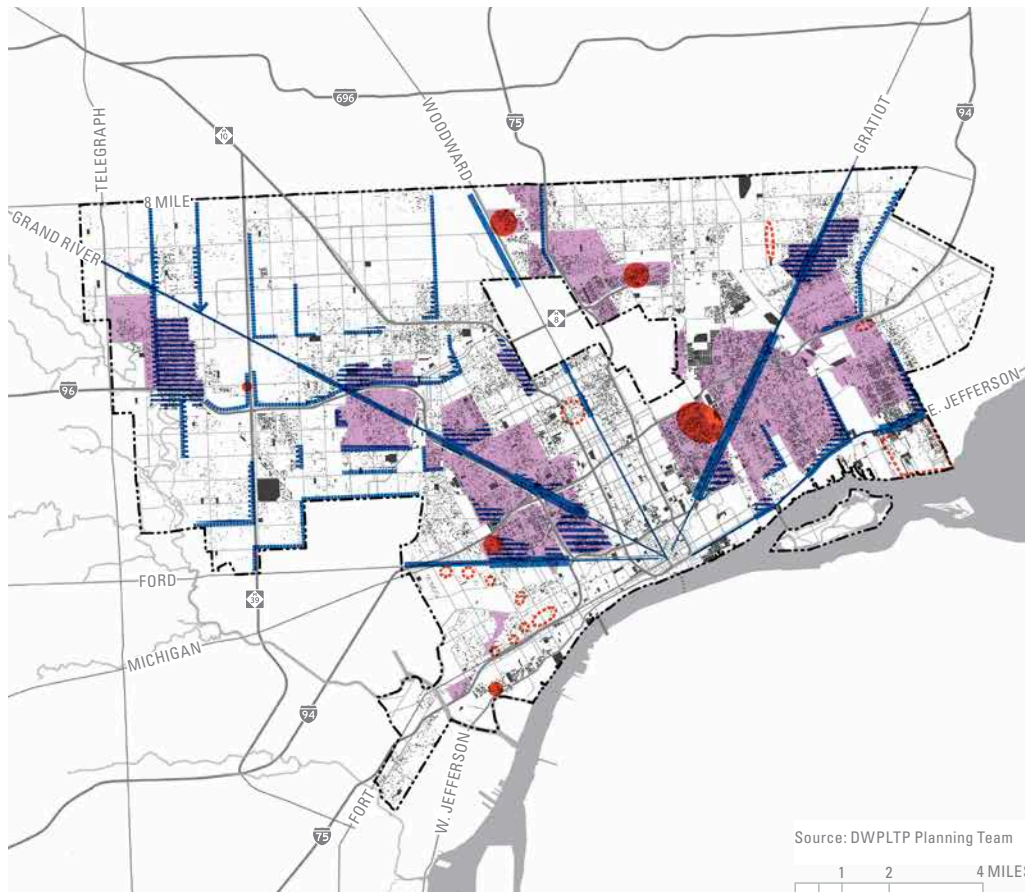 696
WOODWARD
75
94
TELEGRAPH
10
GRATIOT
8 MILE
GRAND RIVER
8
96
E. JEFFERSON
FORD
39
MICHIGAN
94
FORT
W. JEFFERSON
75
Source: DWPLTP Planning Team
1 2 4 MILES